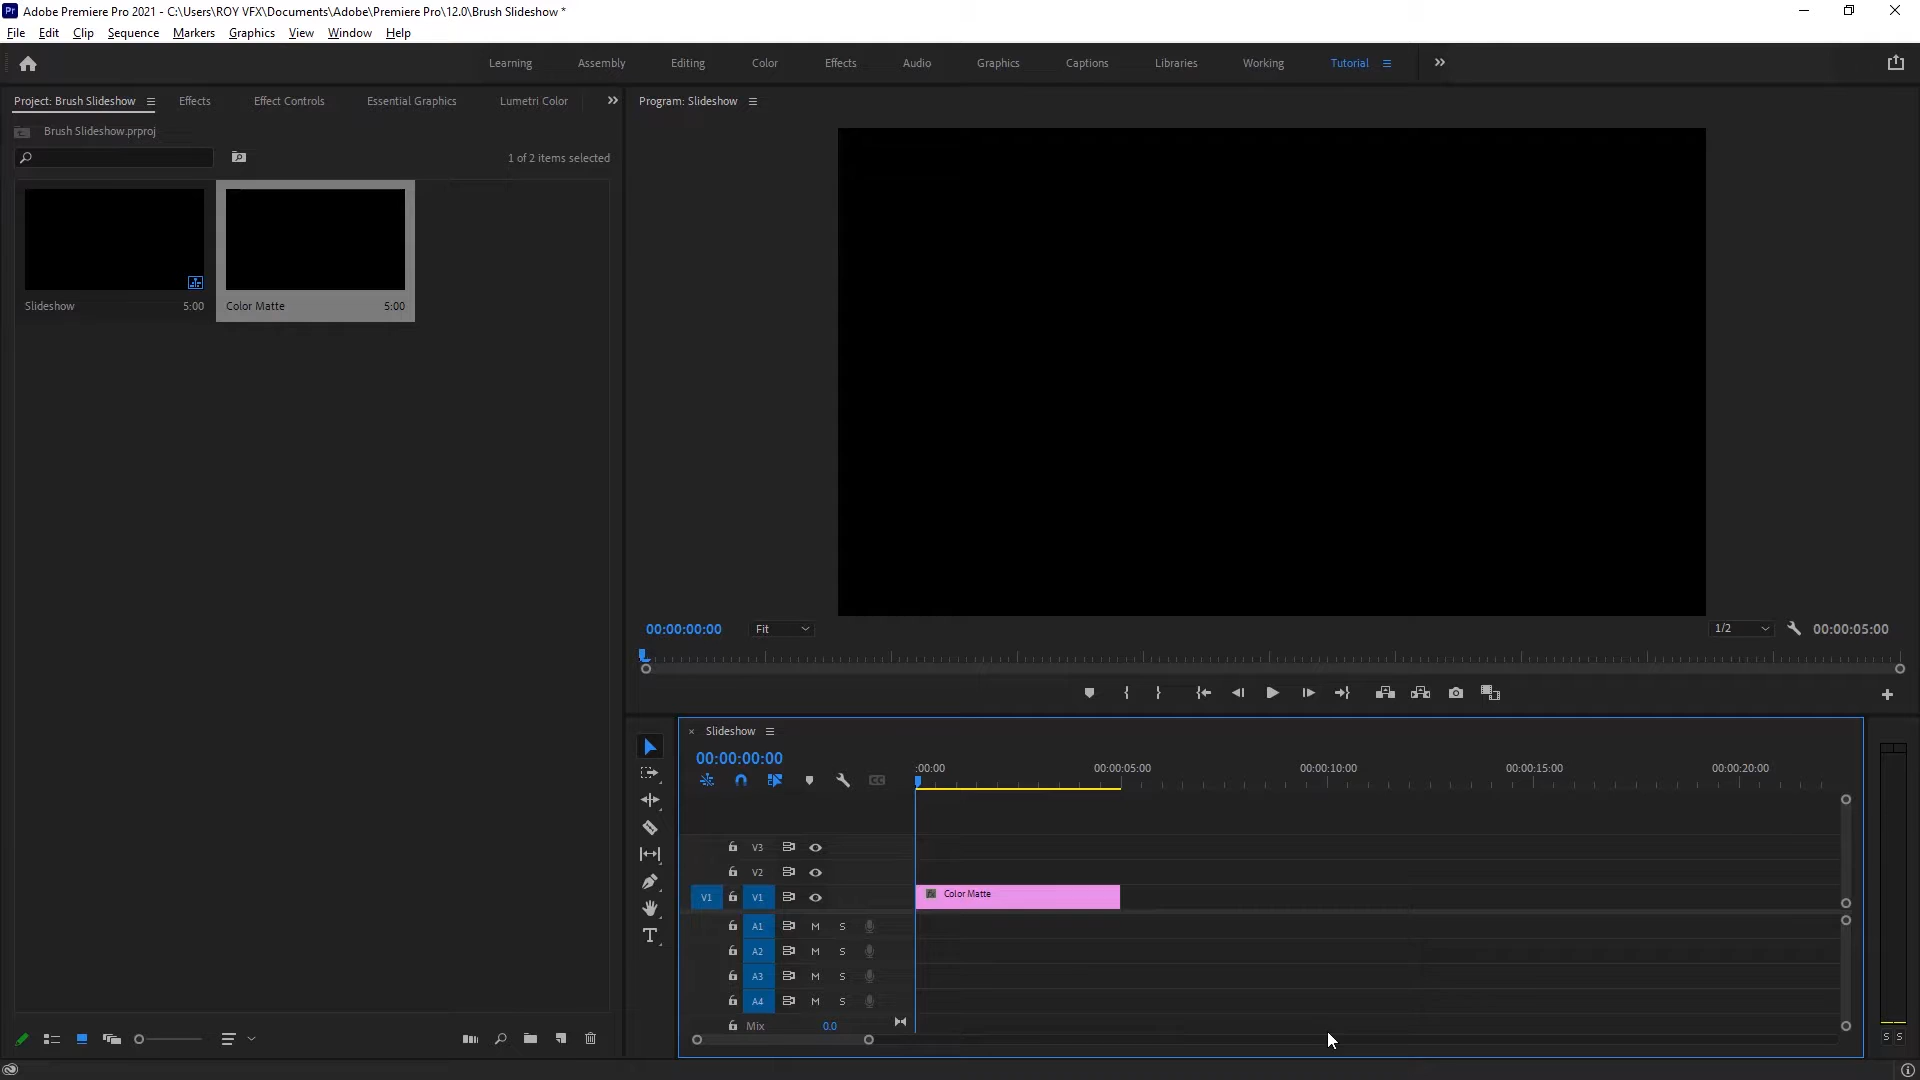 Pr Adobe Premiere Pro 2021 - C:\Users\ROY VFX\Documents\Adobe\Premiere Pro\12.0\Brush Slideshow *
File Edit Clip Sequence Markers Graphics View Window Help
Learning Assembly Editing Color Effects Audio Graphics Captions Libraries Working Tutorial
Project: Brush Slideshow Effects Effect Controls Essential Graphics Lumetri Color
Program: Slideshow
Brush Slideshow.prproj
1 of 2 items selected
Slideshow 5:00
Color Matte 5:00
00:00:00:00 Fit 1/2 00:00:05:00
Slideshow
00:00:00:00
:00:00 00:00:05:00 00:00:10:00 00:00:15:00 00:00:20:00
CC
V3
V2
V1 V1 fx Color Matte
A1 M S
A2 M S
A3 M S
A4 M S
Mix 0.0
T
S S